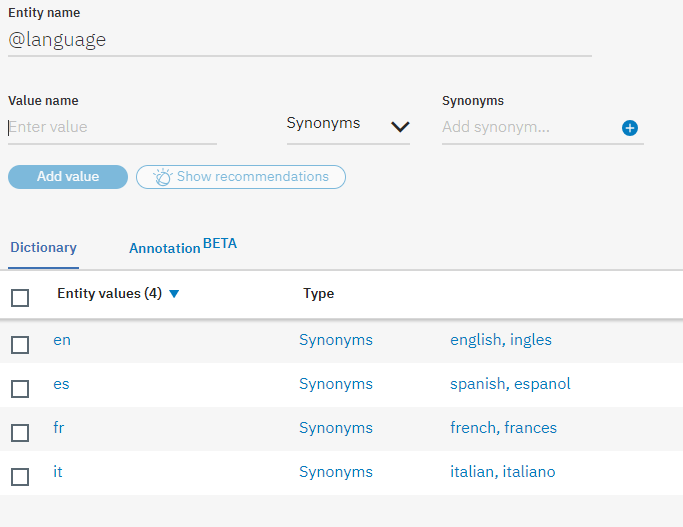 Entity name
@language
Value name
Synonyms
Enter value
Synonyms
Add synonym...
Add value
Show recommendations
Dictionary
Annotation BETA
Entity values (4)
Type
en
Synonyms
english, ingles
es
Synonyms
spanish, espanol
fr
Synonyms
french, frances
it
Synonyms
italian, italiano